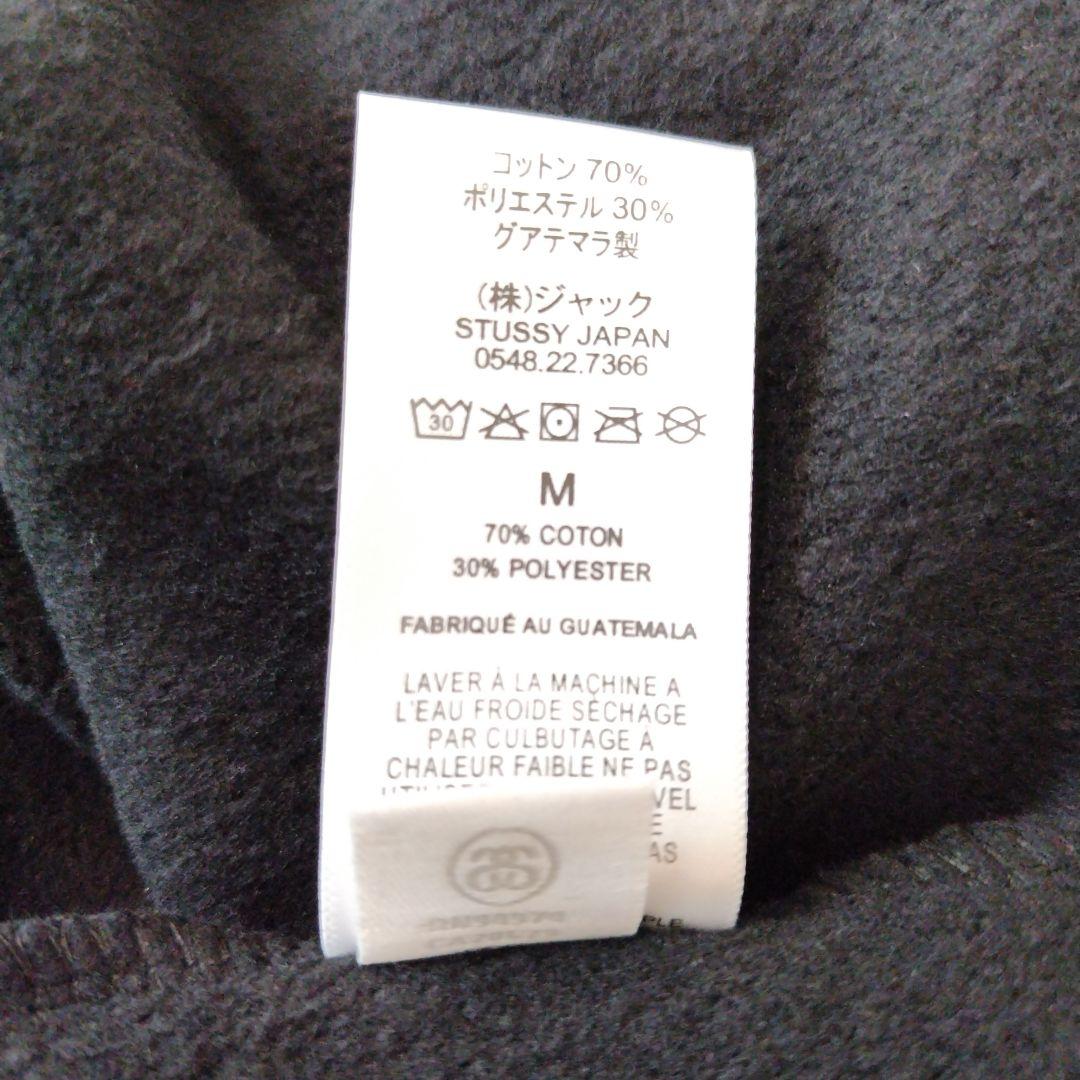 コットン 70%
ポリエステル 30%
グアテマラ製
(株)ジャック
STUSSY JAPAN
0548.22.7366
30
M
70% COTON
30% POLYESTER
FABRIQUÉ AU GUATEMALA
LAVER À LA MACHINE A
L'EAU FROIDE SÉCHAGE
PAR CULBUTAGE À
CHALEUR FAIBLE NE PAS